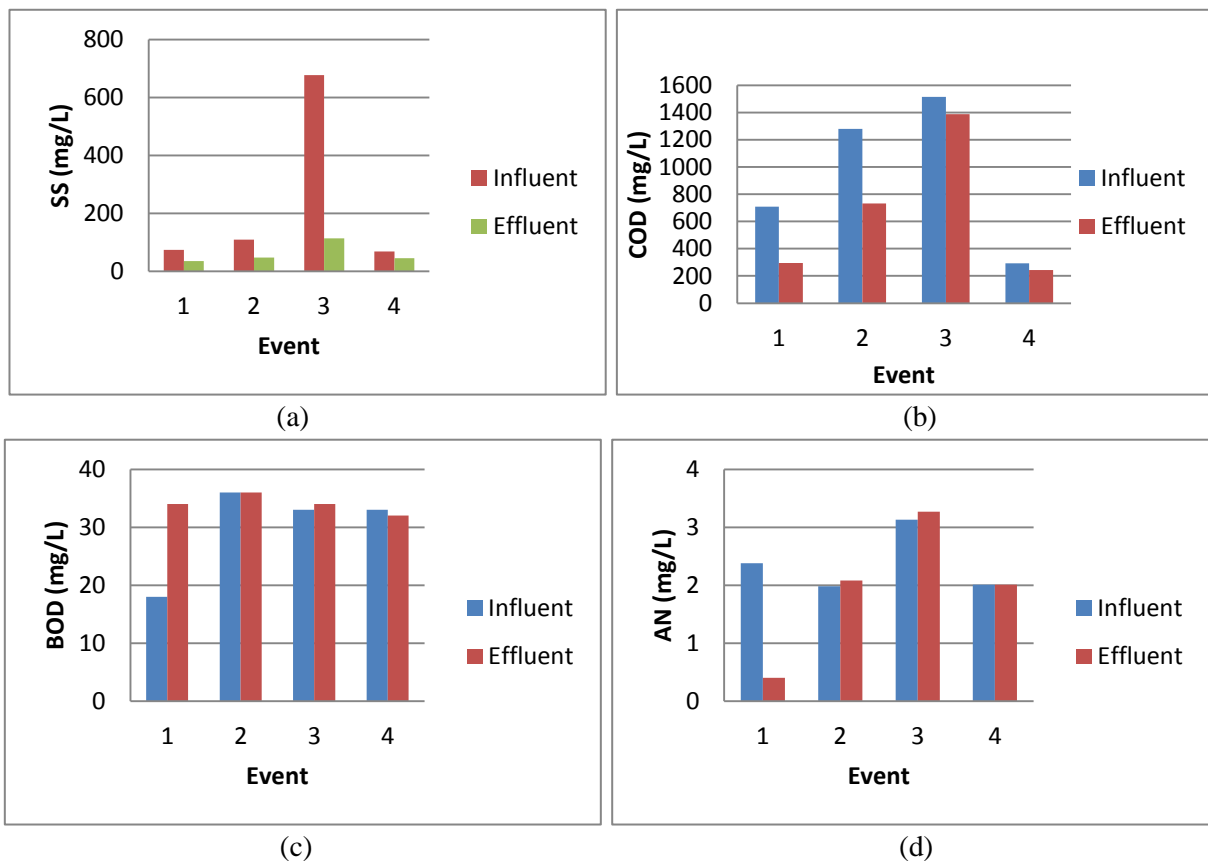 800
600
400
200
0
SS (mg/L)
1 2 3 4
Event
Influent
Effluent
(a)
1600
1400
1200
1000
800
600
400
200
0
COD (mg/L)
1 2 3 4
Event
Influent
Effluent
(b)
40
30
20
10
0
BOD (mg/L)
1 2 3 4
Event
Influent
Effluent
(c)
4
3
2
1
0
AN (mg/L)
1 2 3 4
Event
Influent
Effluent
(d)